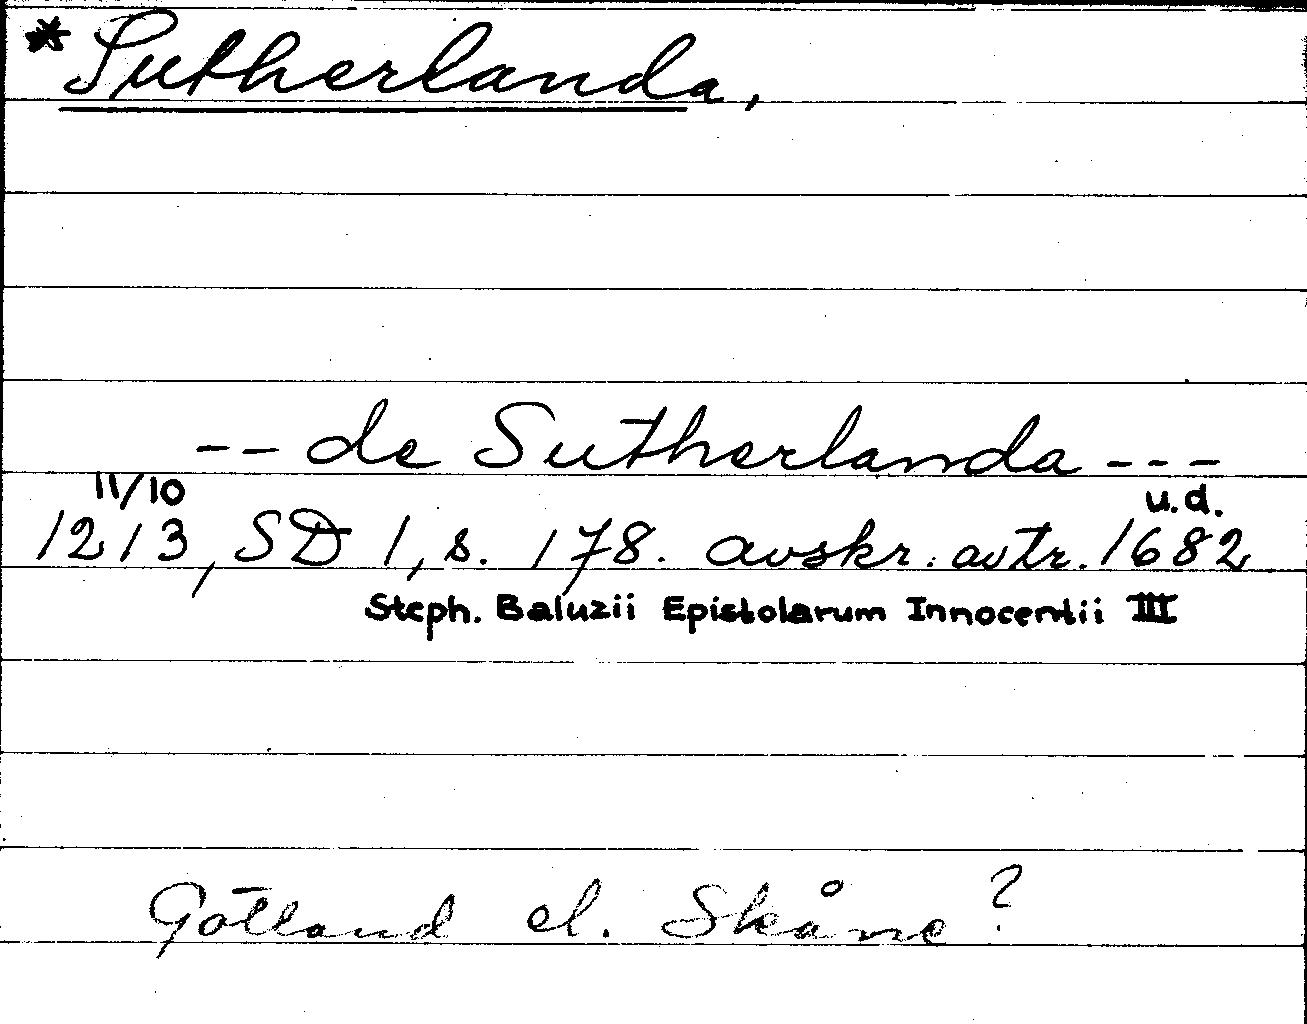 *Sutherlanda,
-- de Sutherlanda ---
11/10 u.d.
1213, SD 1, s. 178. avskr. avtr. 1682
Steph. Baluzii Epistolarum Innocentii III
Gotland el. Skåne?